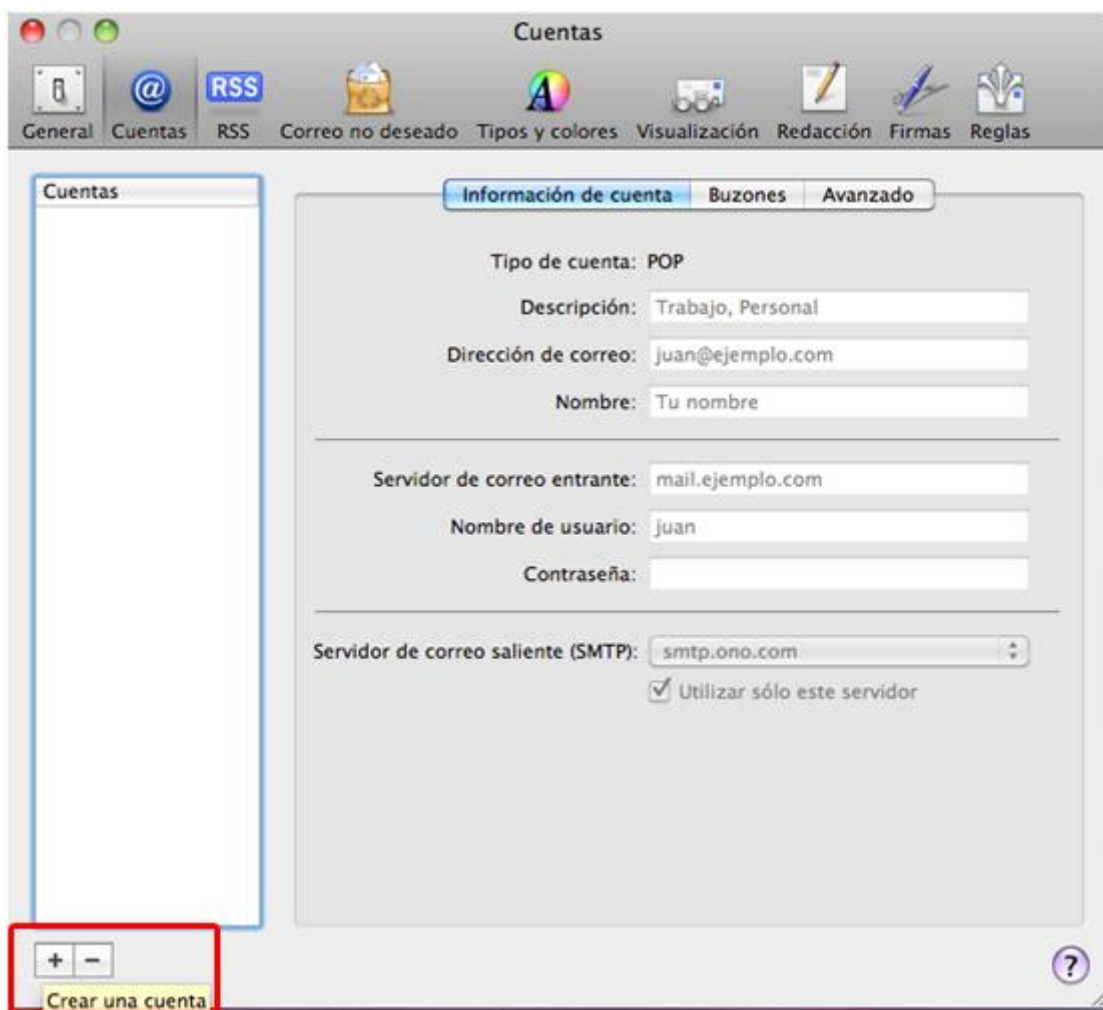 Cuentas
RSS
General Cuentas RSS Correo no deseado Tipos y colores Visualización Redacción Firmas Reglas
Cuentas
Información de cuenta Buzones Avanzado
Tipo de cuenta: POP
Descripción: Trabajo, Personal
Dirección de correo: juan@ejemplo.com
Nombre: Tu nombre
Servidor de correo entrante: mail.ejemplo.com
Nombre de usuario: juan
Contraseña:
Servidor de correo saliente (SMTP): smtp.ono.com
Utilizar sólo este servidor
+ −
?
Crear una cuenta